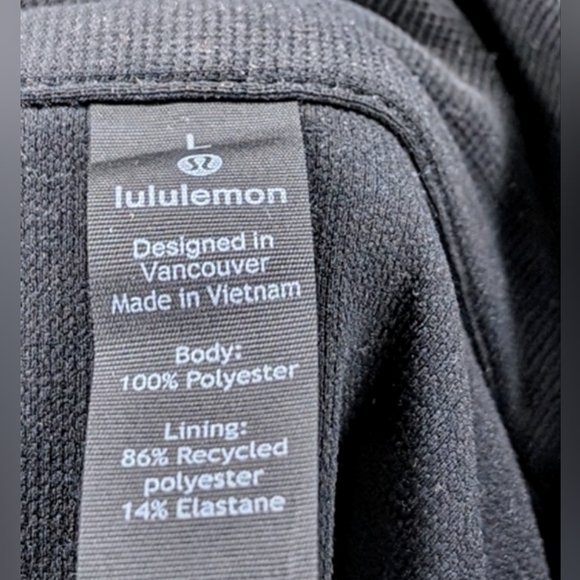 L
lululemon
Designed in
Vancouver
Made in Vietnam
Body:
100% Polyester
Lining:
86% Recycled
polyester
14% Elastane